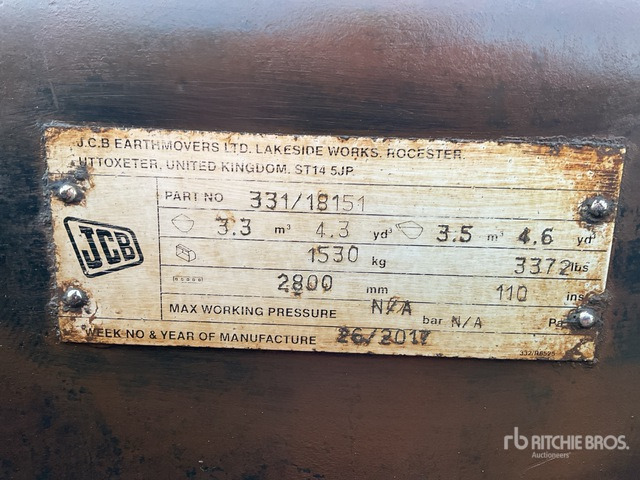 J.C.B EARTHMOVERS LTD. LAKESIDE WORKS. ROCESTER.
UTTOXETER, UNITED KINGDOM. ST14 5JP.
PART NO 331/18151
3.3 m³ 4.3 yd³ 3.5 m³ 4.6 yd³
JCB
1530 kg 3372 lbs
2800 mm 110 ins
MAX WORKING PRESSURE N/A bar N/A Pa
WEEK NO & YEAR OF MANUFACTURE 26/2017
rb RITCHIE BROS.
Auctioneers